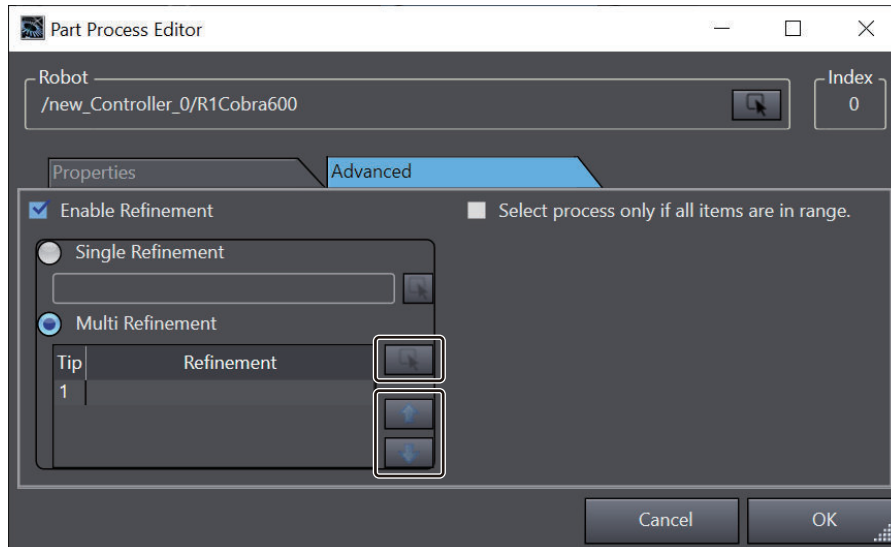 Part Process Editor
Robot
/new_Controller_0/R1Cobra600
Index
0
Properties
Advanced
Enable Refinement
Select process only if all items are in range.
Single Refinement
Multi Refinement
Tip Refinement
1
Cancel
OK